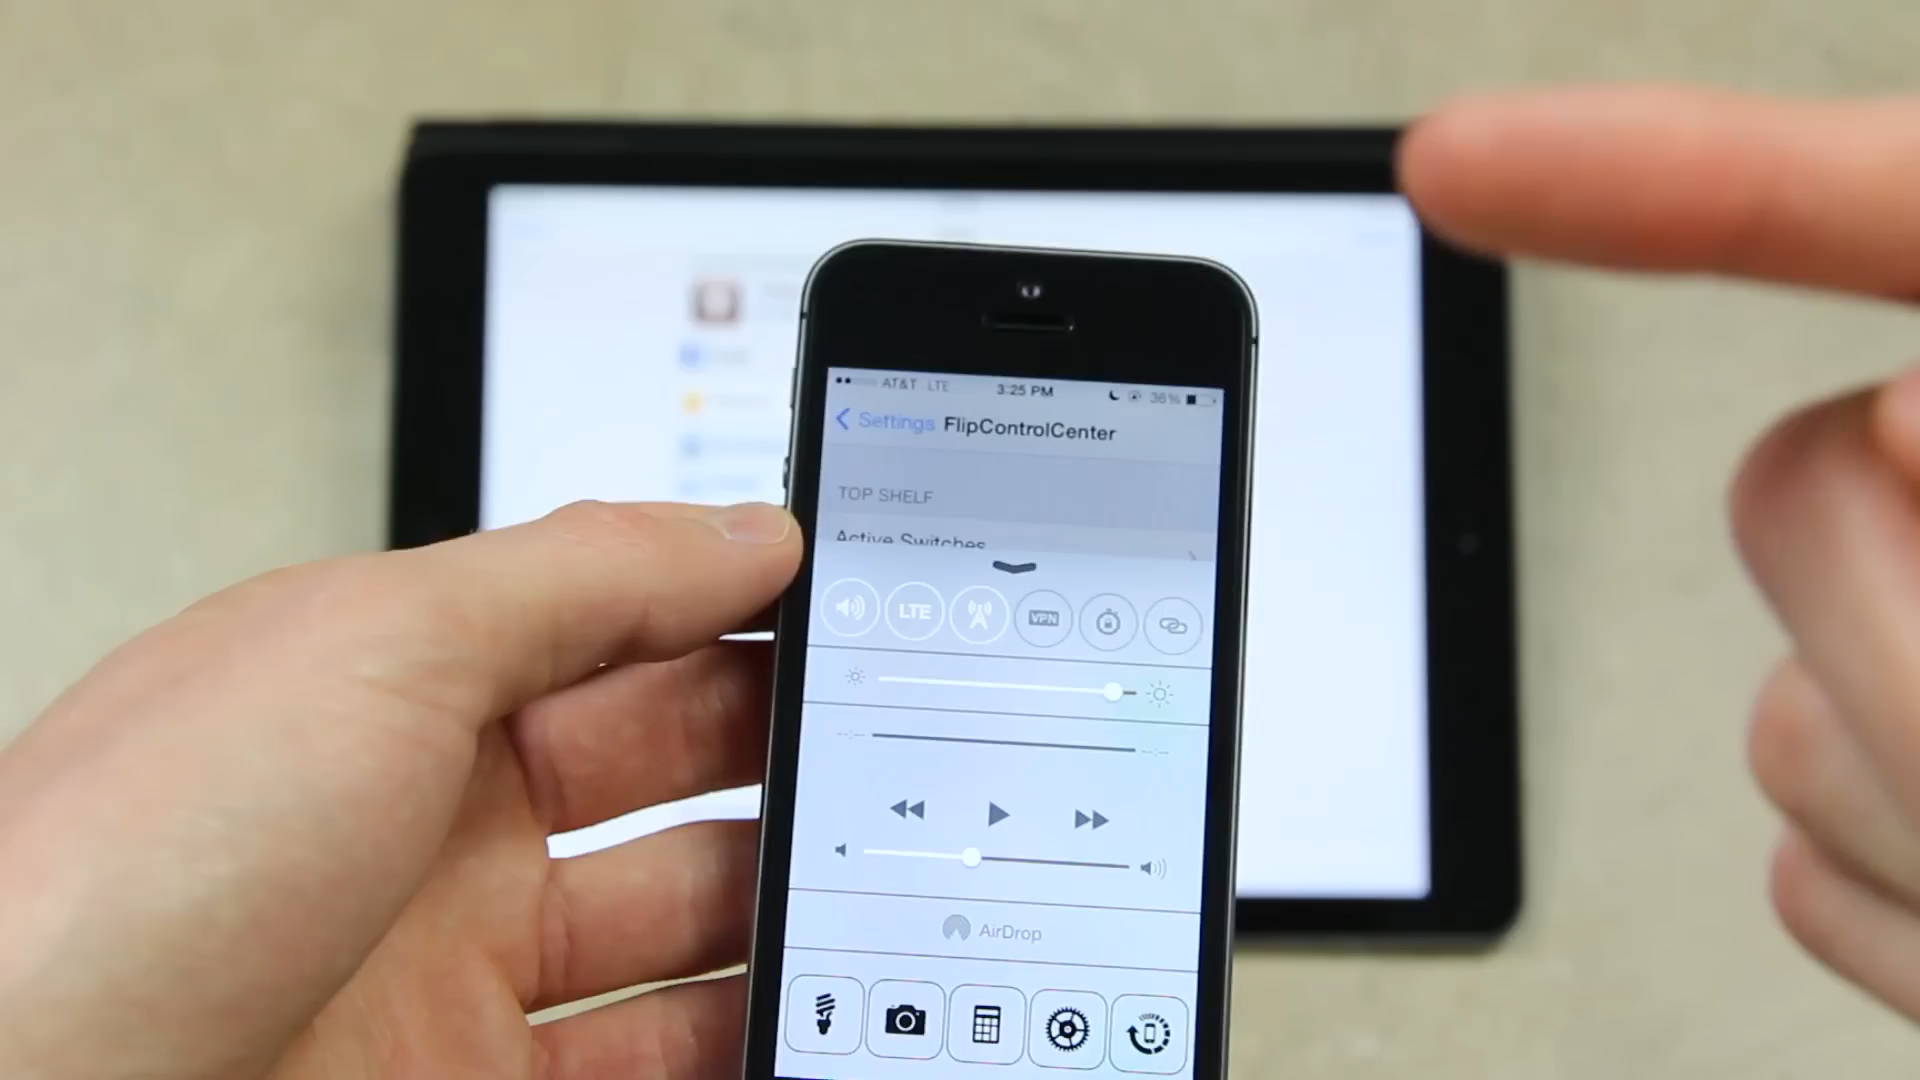 AT&T LTE 3:25 PM 36%
Settings FlipControlCenter
TOP SHELF
Active Switches
LTE VPN
--:-- --:--
AirDrop